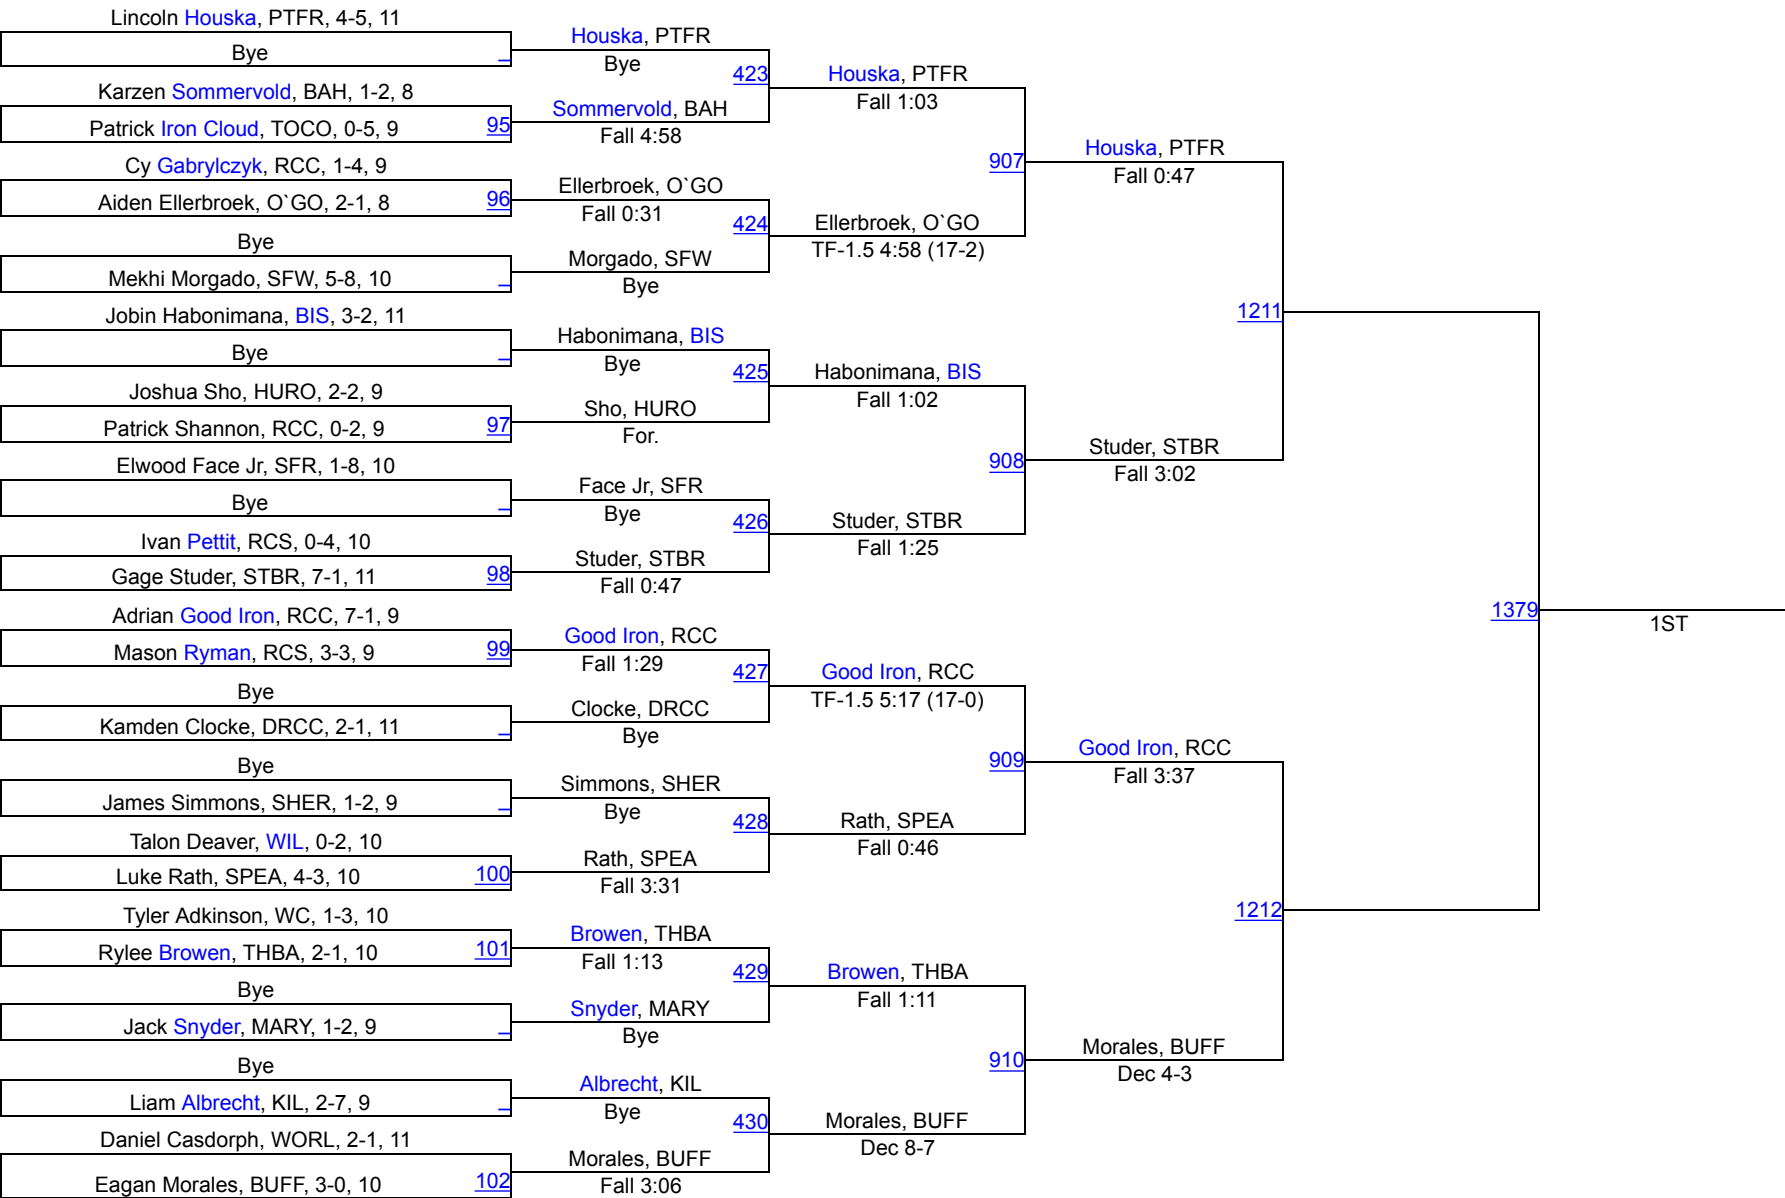 Lincoln Houska, PTFR, 4-5, 11
Bye
Karzen Sommervold, BAH, 1-2, 8
Patrick Iron Cloud, TOCO, 0-5, 9
95
Cy Gabrylczyk, RCC, 1-4, 9
Aiden Ellerbroek, O`GO, 2-1, 8
96
Bye
Mekhi Morgado, SFW, 5-8, 10
Jobin Habonimana, BIS, 3-2, 11
Bye
Joshua Sho, HURO, 2-2, 9
Patrick Shannon, RCC, 0-2, 9
97
Elwood Face Jr, SFR, 1-8, 10
Bye
Ivan Pettit, RCS, 0-4, 10
Gage Studer, STBR, 7-1, 11
98
Adrian Good Iron, RCC, 7-1, 9
Mason Ryman, RCS, 3-3, 9
99
Bye
Kamden Clocke, DRCC, 2-1, 11
Bye
James Simmons, SHER, 1-2, 9
Talon Deaver, WIL, 0-2, 10
Luke Rath, SPEA, 4-3, 10
100
Tyler Adkinson, WC, 1-3, 10
Rylee Browen, THBA, 2-1, 10
101
Bye
Jack Snyder, MARY, 1-2, 9
Bye
Liam Albrecht, KIL, 2-7, 9
Daniel Casdorph, WORL, 2-1, 11
Eagan Morales, BUFF, 3-0, 10
102
Houska, PTFR
Bye
423
Sommervold, BAH
Fall 4:58
Ellerbroek, O`GO
Fall 0:31
424
Morgado, SFW
Bye
Habonimana, BIS
Bye
425
Sho, HURO
For.
Face Jr, SFR
Bye
426
Studer, STBR
Fall 0:47
Good Iron, RCC
Fall 1:29
427
Clocke, DRCC
Bye
Simmons, SHER
Bye
428
Rath, SPEA
Fall 3:31
Browen, THBA
Fall 1:13
429
Snyder, MARY
Bye
Albrecht, KIL
Bye
430
Morales, BUFF
Fall 3:06
Houska, PTFR
Fall 1:03
907
Ellerbroek, O`GO
TF-1.5 4:58 (17-2)
Habonimana, BIS
Fall 1:02
908
Studer, STBR
Fall 1:25
Good Iron, RCC
TF-1.5 5:17 (17-0)
909
Rath, SPEA
Fall 0:46
Browen, THBA
Fall 1:11
910
Morales, BUFF
Dec 8-7
Houska, PTFR
Fall 0:47
1211
Studer, STBR
Fall 3:02
Good Iron, RCC
Fall 3:37
1212
Morales, BUFF
Dec 4-3
1379
1ST